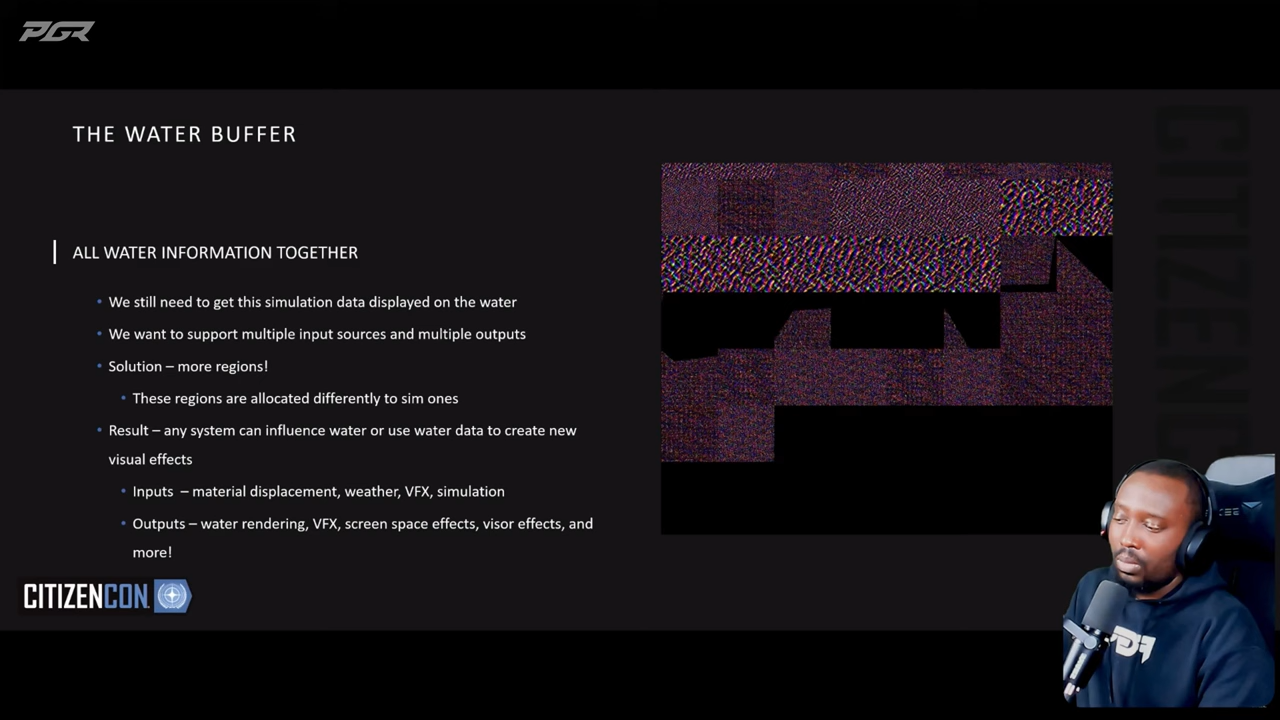 PGR
THE WATER BUFFER
ALL WATER INFORMATION TOGETHER
• We still need to get this simulation data displayed on the water
• We want to support multiple input sources and multiple outputs
• Solution – more regions!
• These regions are allocated differently to sim ones
• Result – any system can influence water or use water data to create new
visual effects
• Inputs – material displacement, weather, VFX, simulation
• Outputs – water rendering, VFX, screen space effects, visor effects, and
more!
CITIZENCON